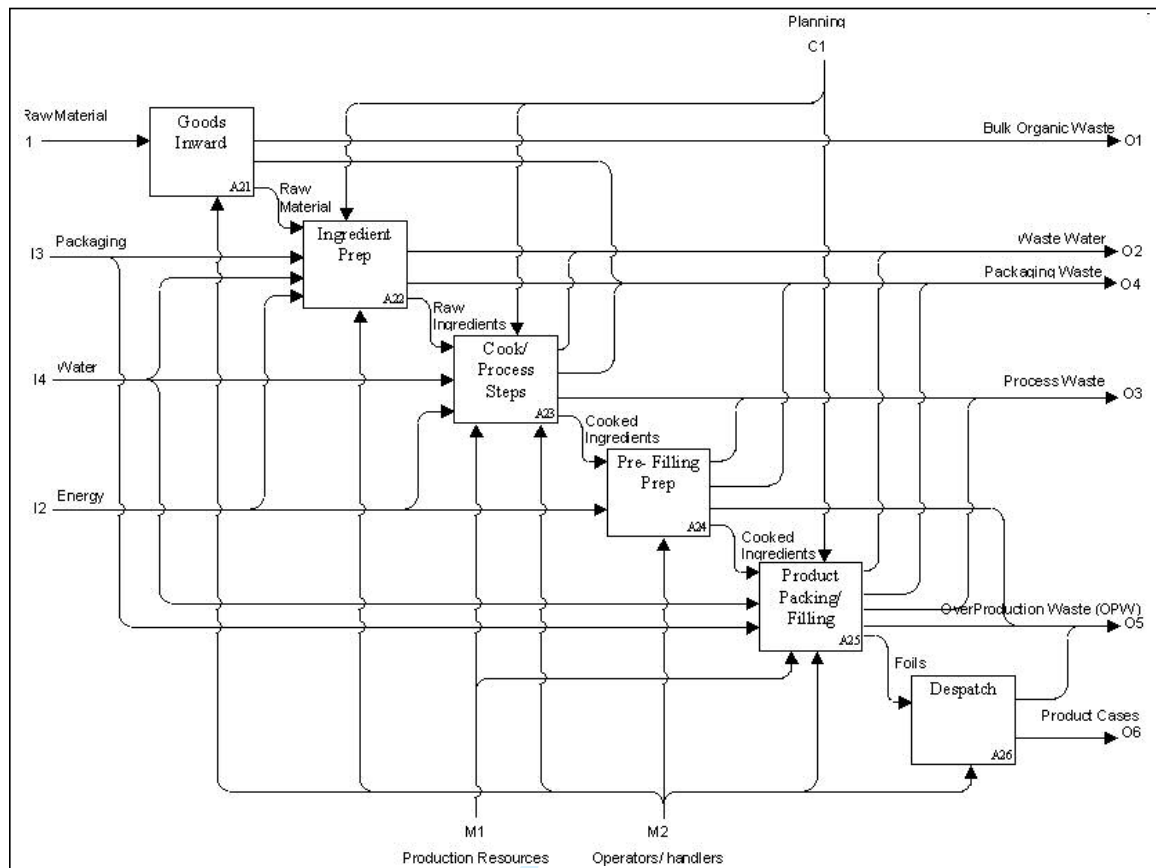 Planning
C1
Raw Material
1
Goods
Inward
A21
Bulk Organic Waste
O1
Raw
Material
Packaging
I3
Ingredient
Prep
A22
Waste Water
O2
Packaging Waste
O4
Raw
Ingredients
Water
I4
Cook/
Process
Steps
A23
Process Waste
O3
Cooked
Ingredients
Energy
I2
Pre- Filling
Prep
A24
Cooked
Ingredients
Product
Packing/
Filling
A25
OverProduction Waste (OPW)
O5
Foils
Despatch
A26
Product Cases
O6
M1
M2
Production Resources
Operators/ handlers